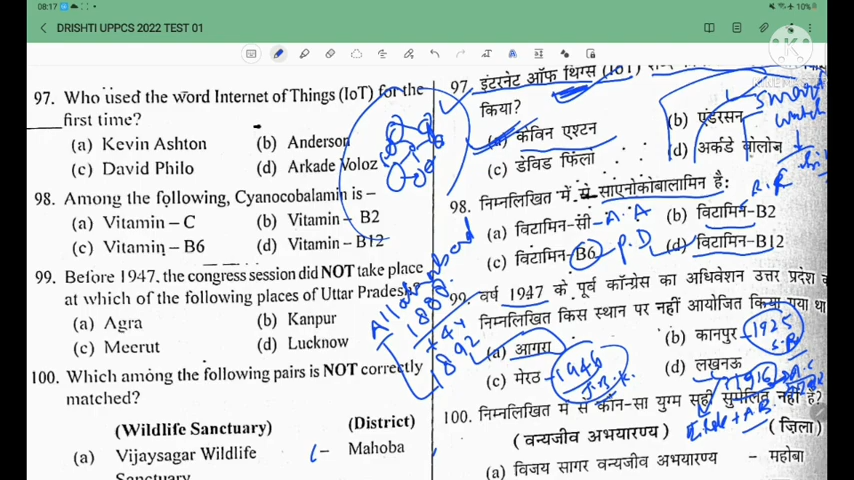 08:17
10%
DRISHTI UPPCS 2022 TEST 01
97. Who used the word Internet of Things (IoT) for the
first time?
(a) Kevin Ashton (b) Anderson
(c) David Philo (d) Arkade Voloz
98. Among the following, Cyanocobalamin is –
(a) Vitamin – C (b) Vitamin – B2
(c) Vitamin – B6 (d) Vitamin – B12
99. Before 1947, the congress session did NOT take place
at which of the following places of Uttar Pradesh?
(a) Agra (b) Kanpur
(c) Meerut (d) Lucknow
100. Which among the following pairs is NOT correctly
matched?
(Wildlife Sanctuary) (District)
(a) Vijaysagar Wildlife – Mahoba
Sanctuary
Allahabad
1888
1892
97. इंटरनेट ऑफ थिंग्स (IoT)
किया?
(a) केविन एश्टन (b) एंडरसन
(c) डेविड फिलो (d) अर्कडे वोलोज
smart
watch
98. निम्नलिखित में से साएनोकोबालामिन है:
(a) विटामिन-सी – A.A (b) विटामिन-B2
(c) विटामिन-B6 P.D (d) विटामिन-B12
99. वर्ष 1947 के पूर्व कॉन्ग्रेस का अधिवेशन उत्तर प्रदेश
निम्नलिखित किस स्थान पर नहीं आयोजित किया गया था
(a) आगरा (b) कानपुर – 1925
(c) मेरठ – 1946 (d) लखनऊ
J.B.K.
1916
100. निम्नलिखित में से कौन-सा युग्म सही सुमेलित नहीं है?
(वन्यजीव अभयारण्य) (ज़िला)
(a) विजय सागर वन्यजीव अभयारण्य – महोबा